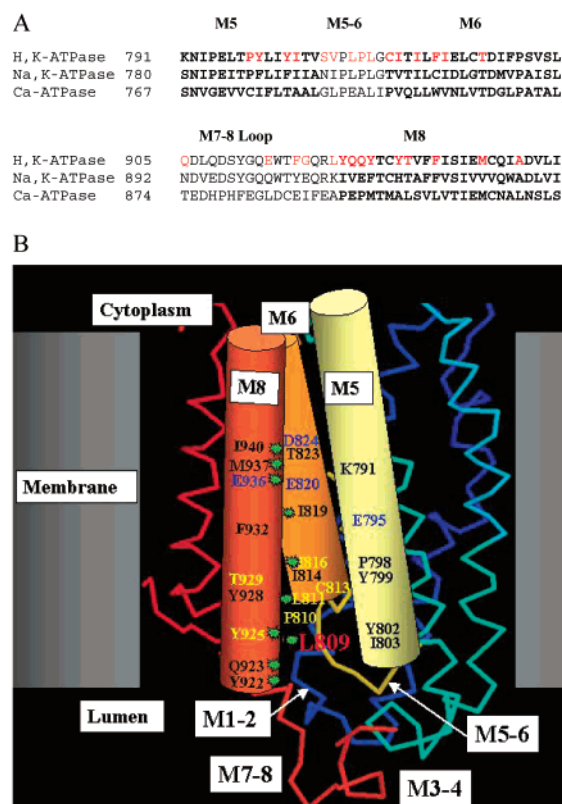 A
M5 M5-6 M6
H,K-ATPase 791 KNIPELTPYLIYITVSVPLPLGCITILFIELCTDIFPSVSL
Na,K-ATPase 780 SNIPEITPFLIFIIANIPLPLGTVTILCIDLGTDMVPAISL
Ca-ATPase 767 SNVGEVVCIFLTAALGLPEALIPVQLLWVNLVTDGLPATAL
M7-8 Loop M8
H,K-ATPase 905 QDLQDSYGQEWTFGQRLYQQYTCYTVFFISIEMCQIADVLI
Na,K-ATPase 892 NDVEDSYGQQWTYEQRKIVEFTCHTAFFVSIVVVQWADLVI
Ca-ATPase 874 TEDHPHFEGLDCEIFEAPEPMTMALSVLVTIEMCNALNSLS
B
Cytoplasm
M6
M8 M5
I940 D824
T823
M937 K791
E936 E820
Membrane
I819 E795
F932
I816 P798
T929 I814 Y799
Y928 L811 C813
P810
Y925 L809 Y802
I803
Q923
Y922
Lumen
M1-2 M5-6
M7-8 M3-4